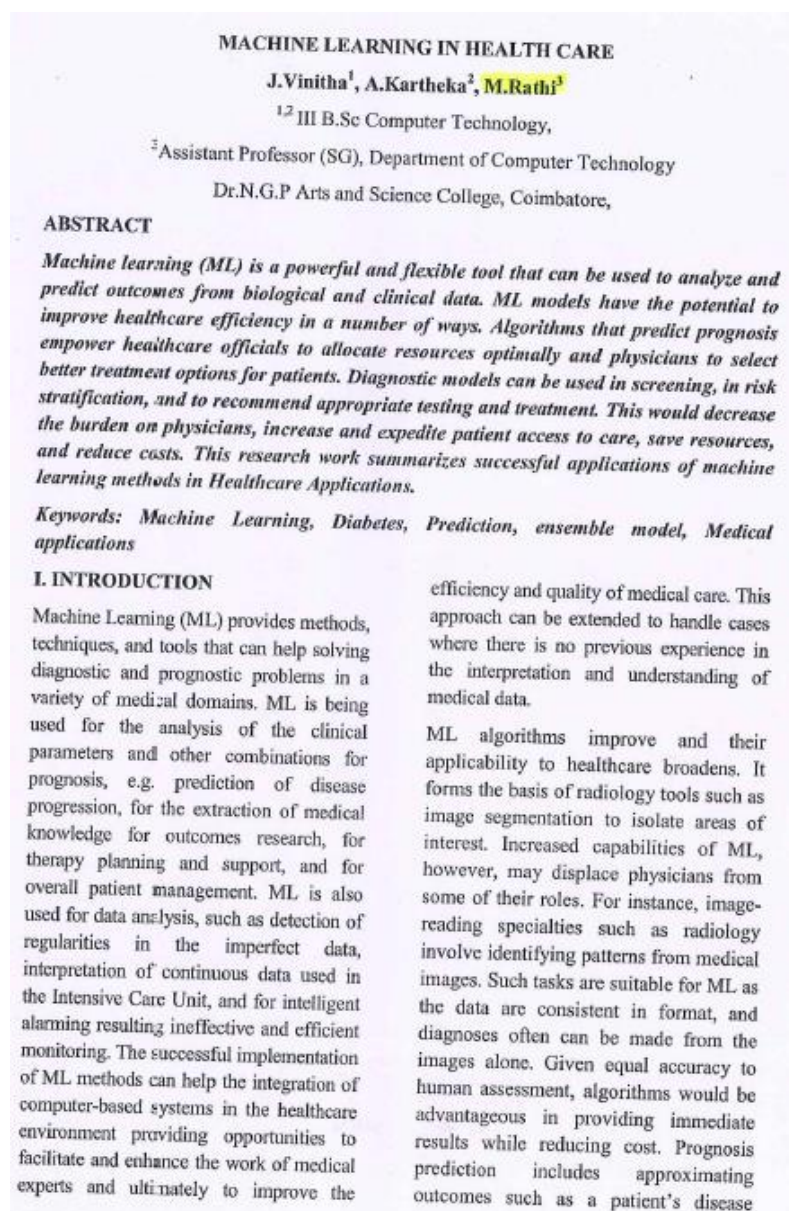 MACHINE LEARNING IN HEALTH CARE
J.Vinitha¹, A.Kartheka², M.Rathi³
¹,² III B.Sc Computer Technology,
³Assistant Professor (SG), Department of Computer Technology
Dr.N.G.P Arts and Science College, Coimbatore,
ABSTRACT
Machine learning (ML) is a powerful and flexible tool that can be used to analyze and
predict outcomes from biological and clinical data. ML models have the potential to
improve healthcare efficiency in a number of ways. Algorithms that predict prognosis
empower healthcare officials to allocate resources optimally and physicians to select
better treatment options for patients. Diagnostic models can be used in screening, in risk
stratification, and to recommend appropriate testing and treatment. This would decrease
the burden on physicians, increase and expedite patient access to care, save resources,
and reduce costs. This research work summarizes successful applications of machine
learning methods in Healthcare Applications.
Keywords: Machine Learning, Diabetes, Prediction, ensemble model, Medical
applications
I. INTRODUCTION
Machine Learning (ML) provides methods,
techniques, and tools that can help solving
diagnostic and prognostic problems in a
variety of medical domains. ML is being
used for the analysis of the clinical
parameters and other combinations for
prognosis, e.g. prediction of disease
progression, for the extraction of medical
knowledge for outcomes research, for
therapy planning and support, and for
overall patient management. ML is also
used for data analysis, such as detection of
regularities in the imperfect data,
interpretation of continuous data used in
the Intensive Care Unit, and for intelligent
alarming resulting ineffective and efficient
monitoring. The successful implementation
of ML methods can help the integration of
computer-based systems in the healthcare
environment providing opportunities to
facilitate and enhance the work of medical
experts and ultimately to improve the
efficiency and quality of medical care. This
approach can be extended to handle cases
where there is no previous experience in
the interpretation and understanding of
medical data.
ML algorithms improve and their
applicability to healthcare broadens. It
forms the basis of radiology tools such as
image segmentation to isolate areas of
interest. Increased capabilities of ML,
however, may displace physicians from
some of their roles. For instance, image-
reading specialties such as radiology
involve identifying patterns from medical
images. Such tasks are suitable for ML as
the data are consistent in format, and
diagnoses often can be made from the
images alone. Given equal accuracy to
human assessment, algorithms would be
advantageous in providing immediate
results while reducing cost. Prognosis
prediction includes approximating
outcomes such as a patient's disease